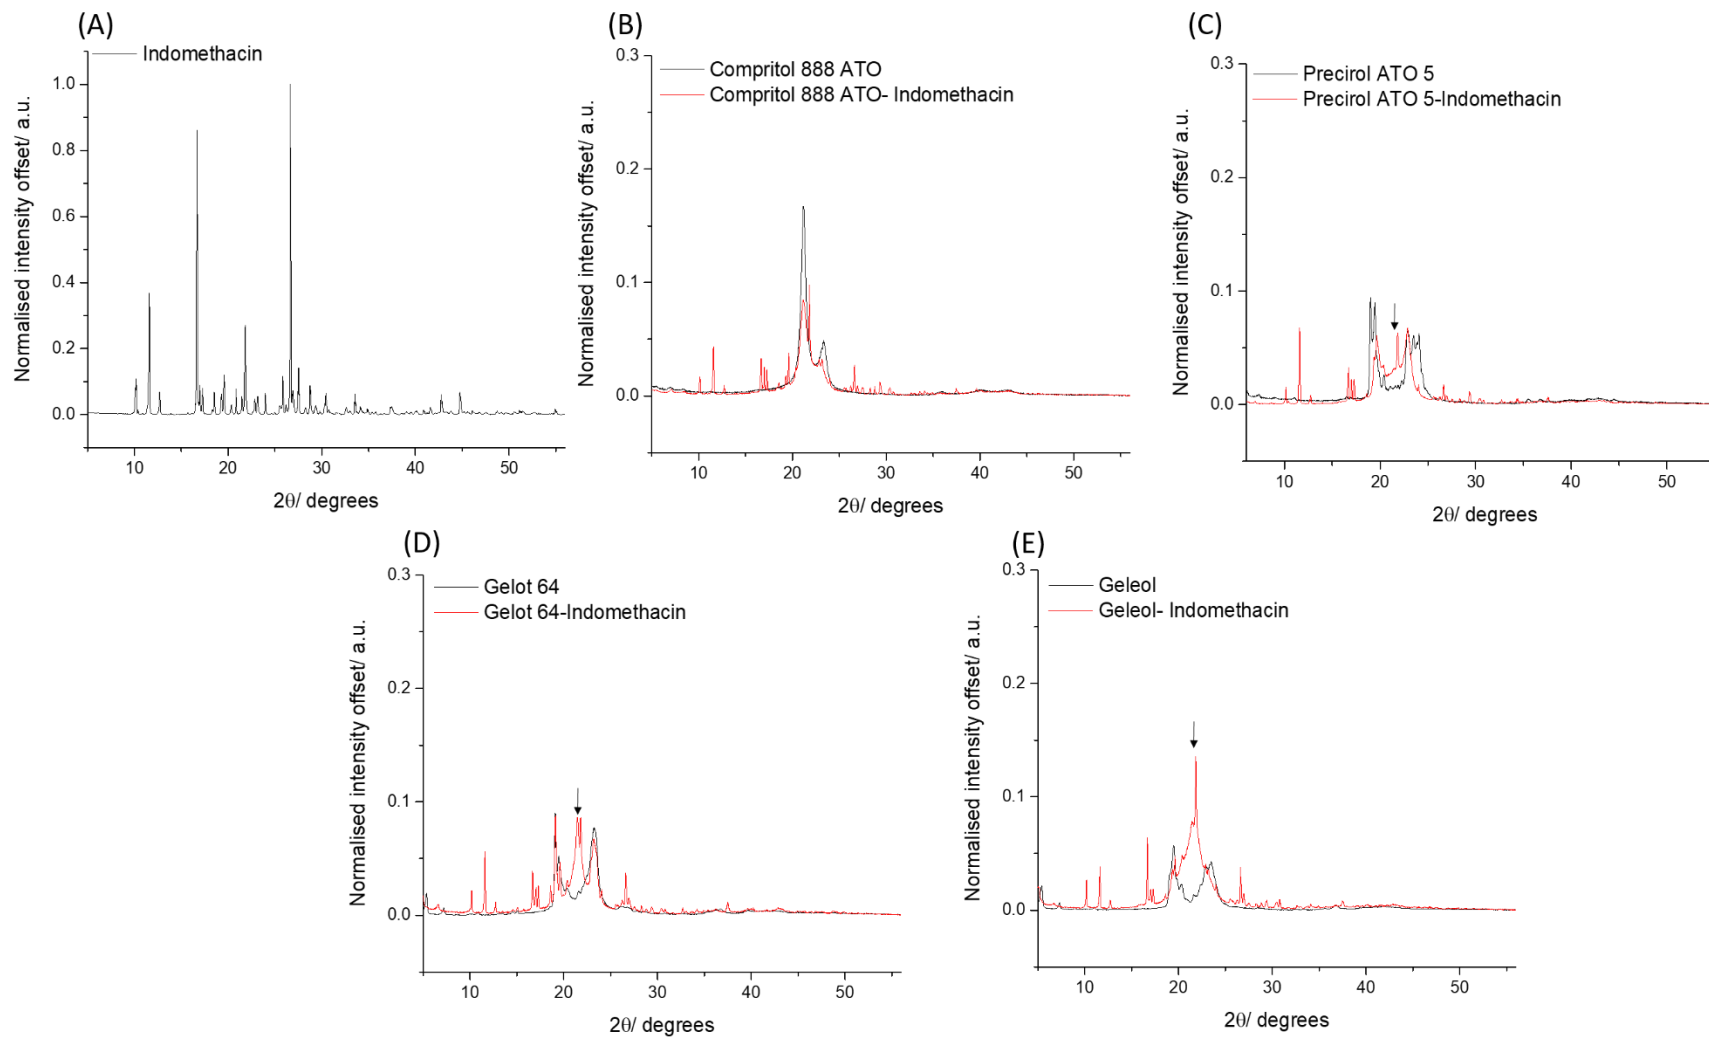 (A)
Indomethacin
Normalised intensity offset/ a.u.
1.0
0.8
0.6
0.4
0.2
0.0
10 20 30 40 50
2θ/ degrees
(B)
Compritol 888 ATO
Compritol 888 ATO- Indomethacin
Normalised intensity offset/ a.u.
0.3
0.2
0.1
0.0
10 20 30 40 50
2θ/ degrees
(C)
Precirol ATO 5
Precirol ATO 5-Indomethacin
Normalised intensity offset/ a.u.
0.3
0.2
0.1
0.0
10 20 30 40 50
2θ/ degrees
(D)
Gelot 64
Gelot 64-Indomethacin
Normalised intensity offset/ a.u.
0.3
0.2
0.1
0.0
10 20 30 40 50
2θ/ degrees
(E)
Geleol
Geleol- Indomethacin
Normalised intensity offset/ a.u.
0.3
0.2
0.1
0.0
10 20 30 40 50
2θ/ degrees